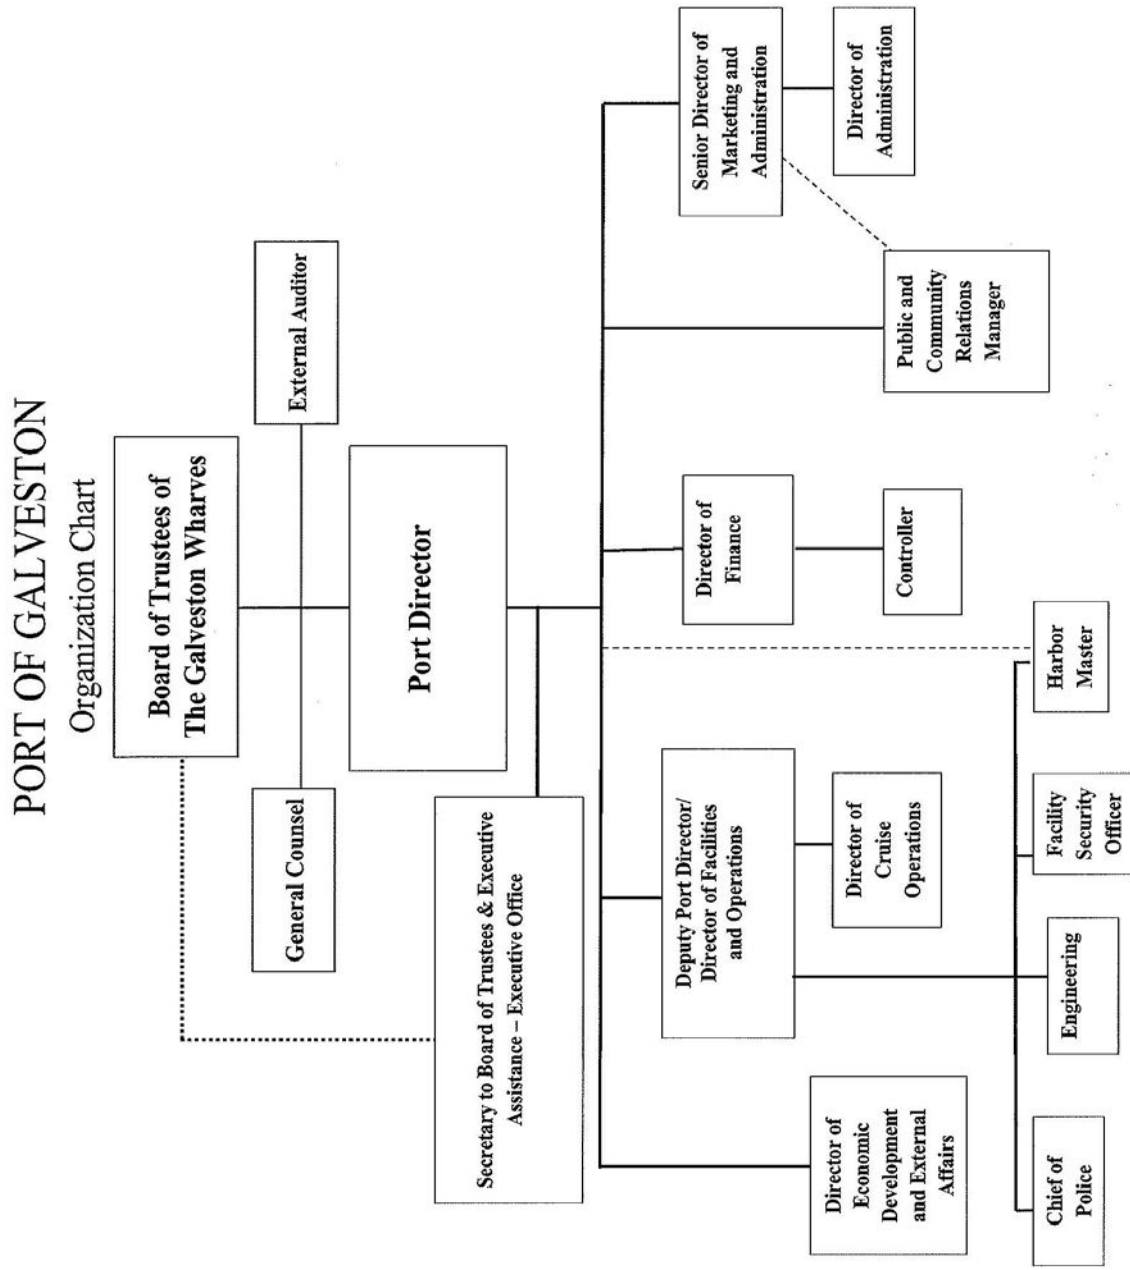 PORT OF GALVESTON
Organization Chart
Board of Trustees of
The Galveston Wharves
General Counsel
External Auditor
Port Director
Secretary to Board of Trustees & Executive
Assistance – Executive Office
Director of
Economic
Development
and External
Affairs
Deputy Port Director/
Director of Facilities
and Operations
Director of
Cruise
Operations
Director of
Finance
Controller
Public and
Community
Relations
Manager
Senior Director of
Marketing and
Administration
Director of
Administration
Chief of
Police
Engineering
Facility
Security
Officer
Harbor
Master